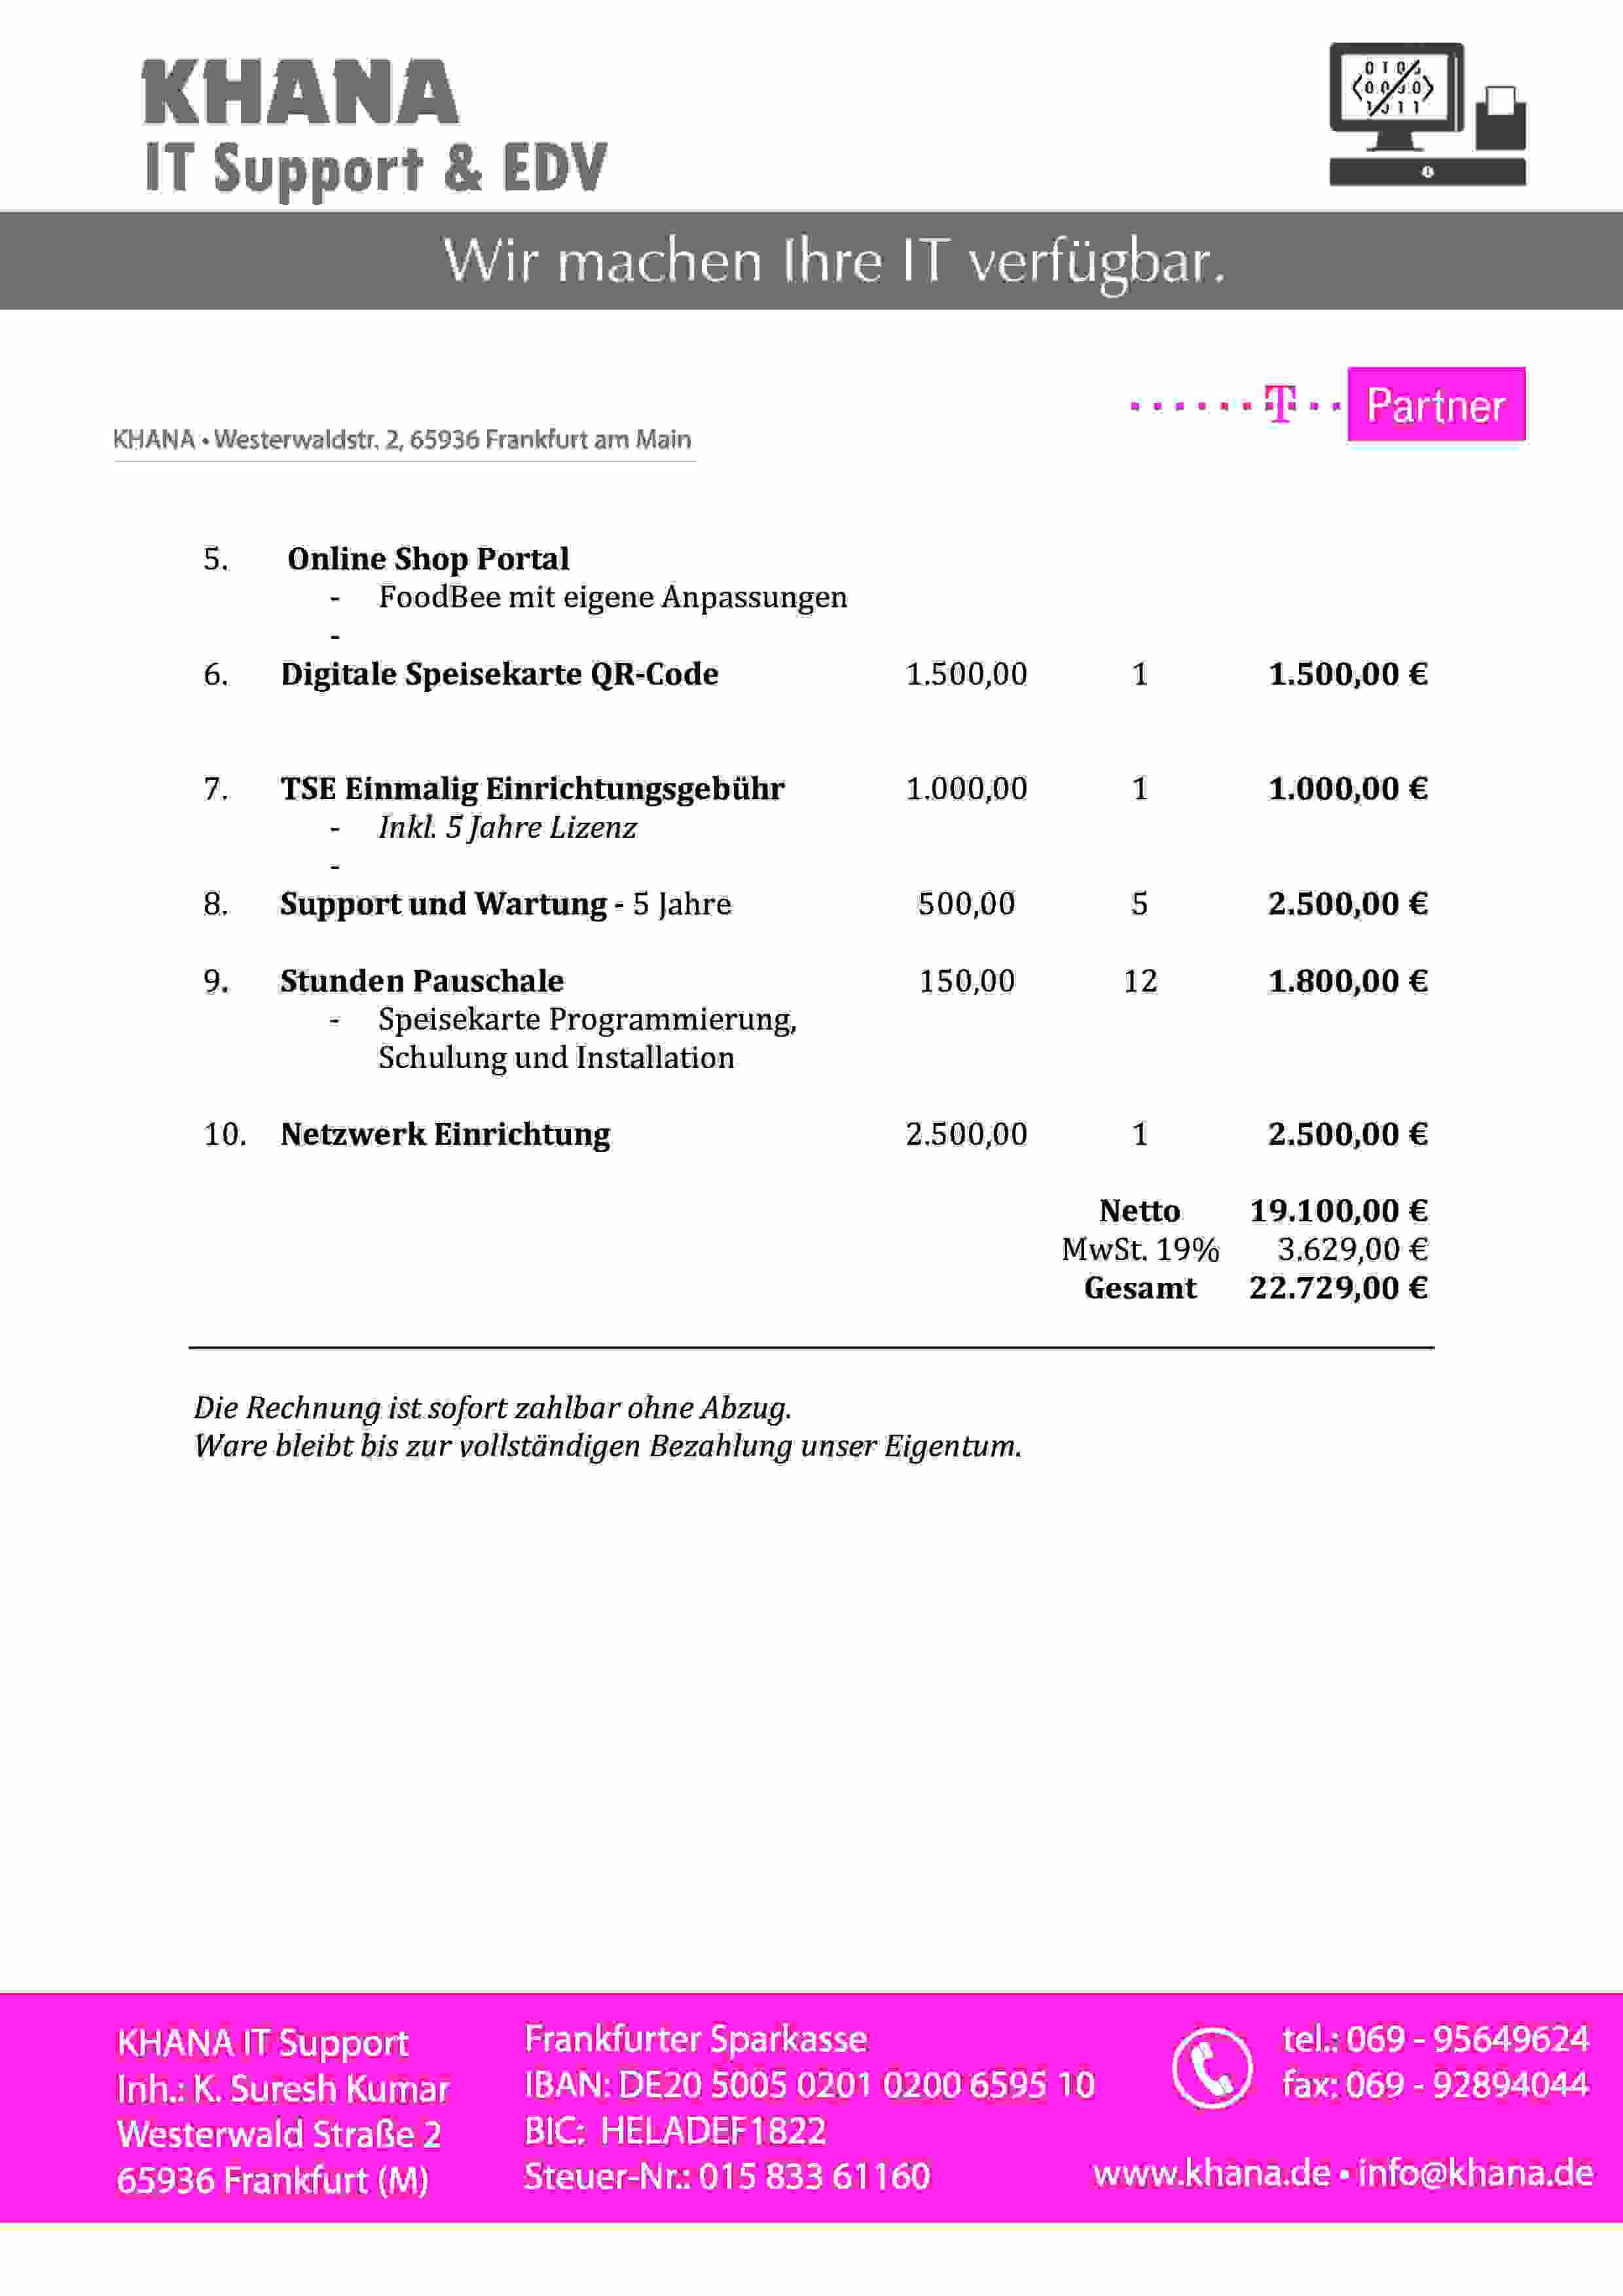 KHANA
IT Support & EDV
Wir machen Ihre IT verfügbar.
T Partner
KHANA • Westerwaldstr. 2, 65936 Frankfurt am Main
5. Online Shop Portal
- FoodBee mit eigene Anpassungen
-
6. Digitale Speisekarte QR-Code 1.500,00 1 1.500,00 €
7. TSE Einmalig Einrichtungsgebühr 1.000,00 1 1.000,00 €
- Inkl. 5 Jahre Lizenz
-
8. Support und Wartung - 5 Jahre 500,00 5 2.500,00 €
9. Stunden Pauschale 150,00 12 1.800,00 €
- Speisekarte Programmierung,
Schulung und Installation
10. Netzwerk Einrichtung 2.500,00 1 2.500,00 €
Netto 19.100,00 €
MwSt. 19% 3.629,00 €
Gesamt 22.729,00 €
Die Rechnung ist sofort zahlbar ohne Abzug.
Ware bleibt bis zur vollständigen Bezahlung unser Eigentum.
KHANA IT Support
Inh.: K. Suresh Kumar
Westerwald Straße 2
65936 Frankfurt (M)
Frankfurter Sparkasse
IBAN: DE20 5005 0201 0200 6595 10
BIC: HELADEF1822
Steuer-Nr.: 015 833 61160
tel.: 069 - 95649624
fax: 069 - 92894044
www.khana.de • info@khana.de